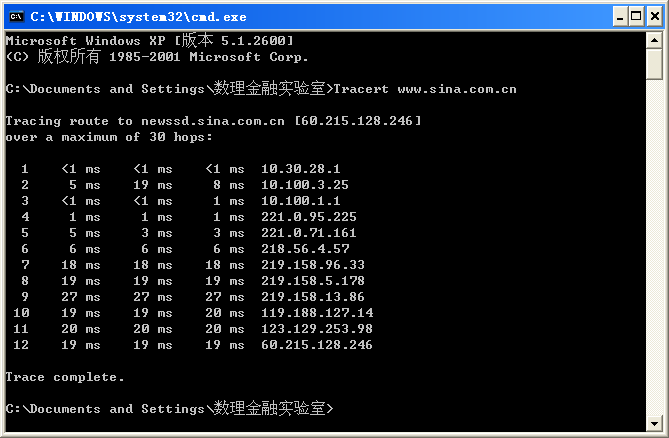 C:\WINDOWS\system32\cmd.exe
Microsoft Windows XP [版本 5.1.2600]
(C) 版权所有 1985-2001 Microsoft Corp.
C:\Documents and Settings\数理金融实验室>Tracert www.sina.com.cn
Tracing route to newssd.sina.com.cn [60.215.128.246]
over a maximum of 30 hops:
1 <1 ms <1 ms <1 ms 10.30.28.1
2 5 ms 19 ms 8 ms 10.100.3.25
3 <1 ms <1 ms 1 ms 10.100.1.1
4 1 ms 1 ms 1 ms 221.0.95.225
5 5 ms 3 ms 3 ms 221.0.71.161
6 6 ms 6 ms 6 ms 218.56.4.57
7 18 ms 18 ms 18 ms 219.158.96.33
8 19 ms 19 ms 19 ms 219.158.5.178
9 27 ms 27 ms 27 ms 219.158.13.86
10 19 ms 19 ms 20 ms 119.188.127.14
11 20 ms 20 ms 20 ms 123.129.253.98
12 19 ms 19 ms 19 ms 60.215.128.246
Trace complete.
C:\Documents and Settings\数理金融实验室>